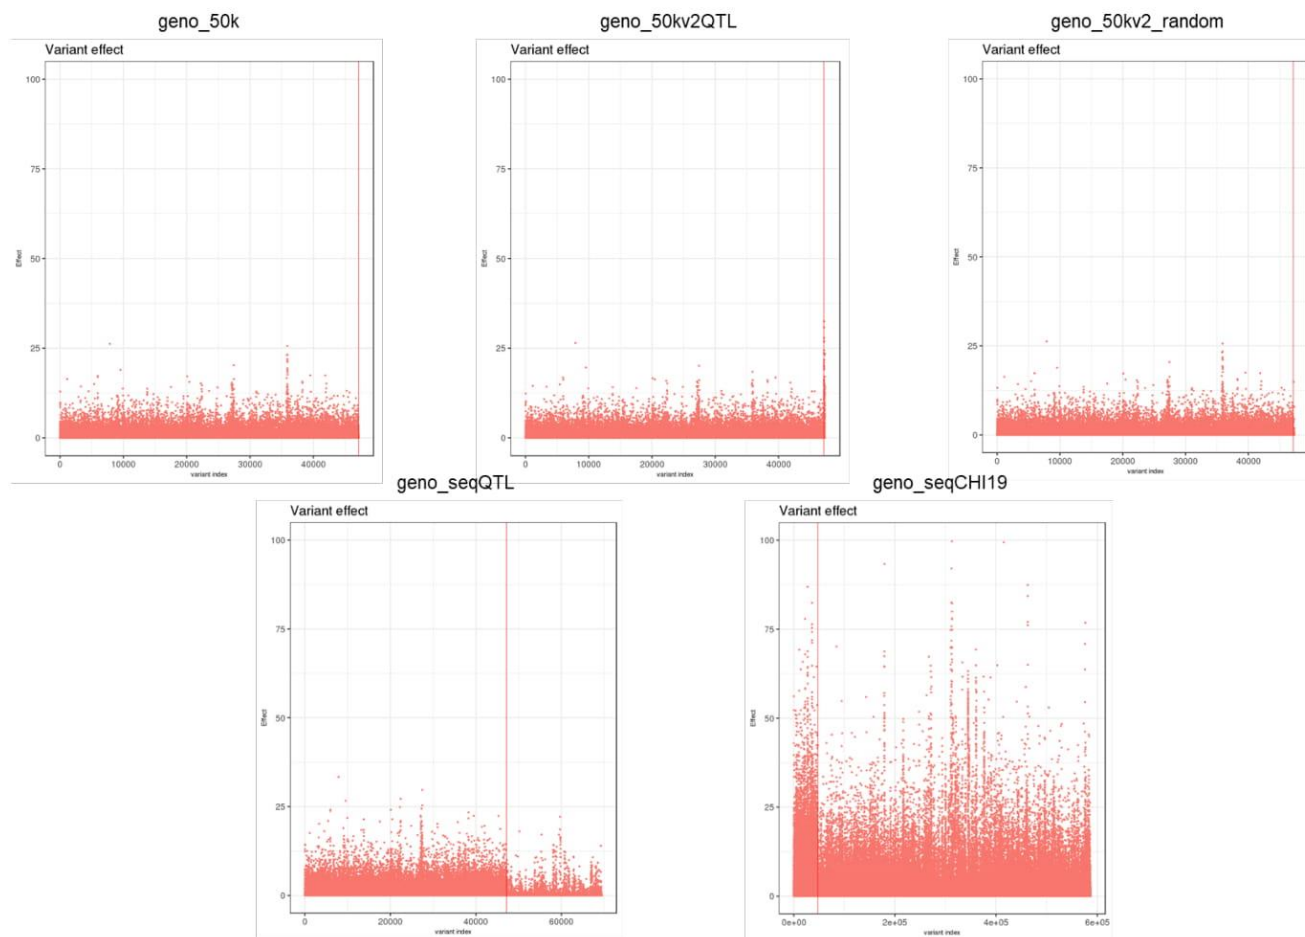 geno_50k
geno_50kv2QTL
geno_50kv2_random
Variant effect
100
75
50
25
0
Effect
0
10000
20000
30000
40000
variant index
Variant effect
100
75
50
25
0
Effect
0
10000
20000
30000
40000
variant index
Variant effect
100
75
50
25
0
Effect
0
10000
20000
30000
40000
variant index
geno_seqQTL
geno_seqCHI19
Variant effect
100
75
50
25
0
Effect
0
20000
40000
60000
variant index
Variant effect
100
75
50
25
0
Effect
0e+00
2e+05
4e+05
6e+05
variant index